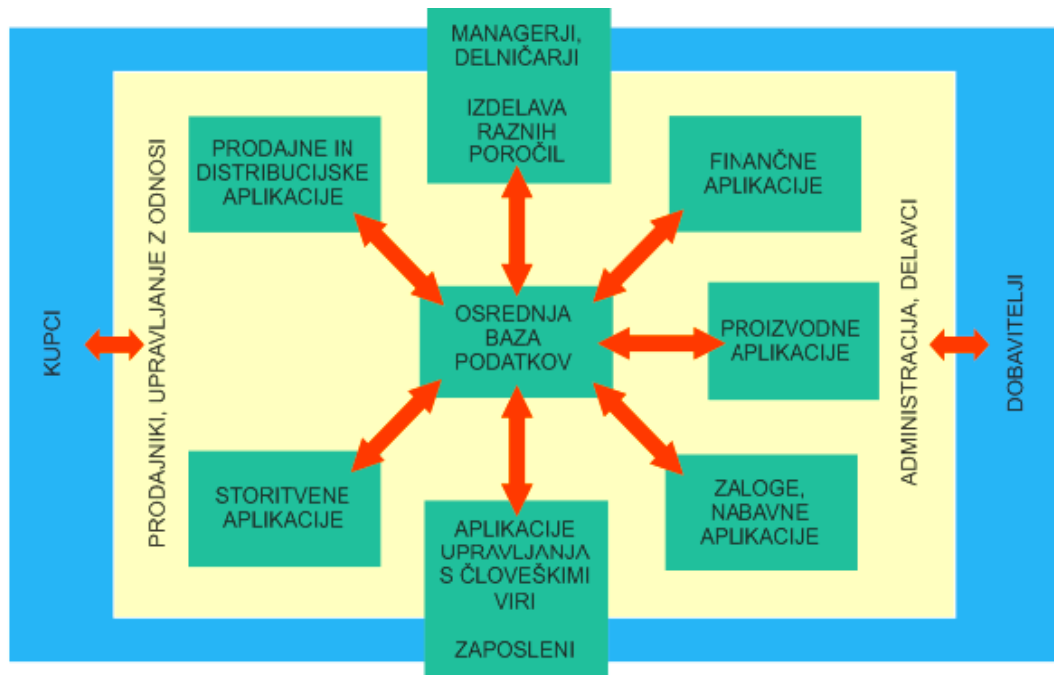 MANAGERJI,
DELNIČARJI
IZDELAVA
RAZNIH
POROČIL
PRODAJNE IN
DISTRIBUCIJSKE
APLIKACIJE
FINANČNE
APLIKACIJE
KUPCI
PRODAJNIKI, UPRAVLJANJE Z ODNOSI
OSREDNJA
BAZA
PODATKOV
PROIZVODNE
APLIKACIJE
ADMINISTRACIJA, DELAVCI
DOBAVITELJI
STORITVENE
APLIKACIJE
APLIKACIJE
UPRAVLJANJA
S ČLOVEŠKIMI
VIRI
ZAPOSLENI
ZALOGE,
NABAVNE
APLIKACIJE